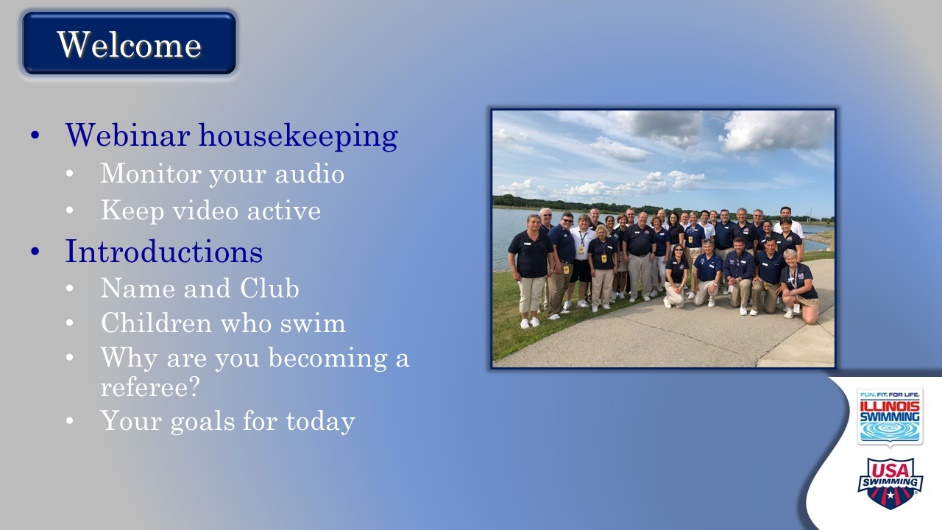 Welcome
• Webinar housekeeping
• Monitor your audio
• Keep video active
• Introductions
• Name and Club
• Children who swim
• Why are you becoming a
referee?
• Your goals for today
FUN. FIT. FOR LIFE.
ILLINOIS
SWIMMING
USA
SWIMMING